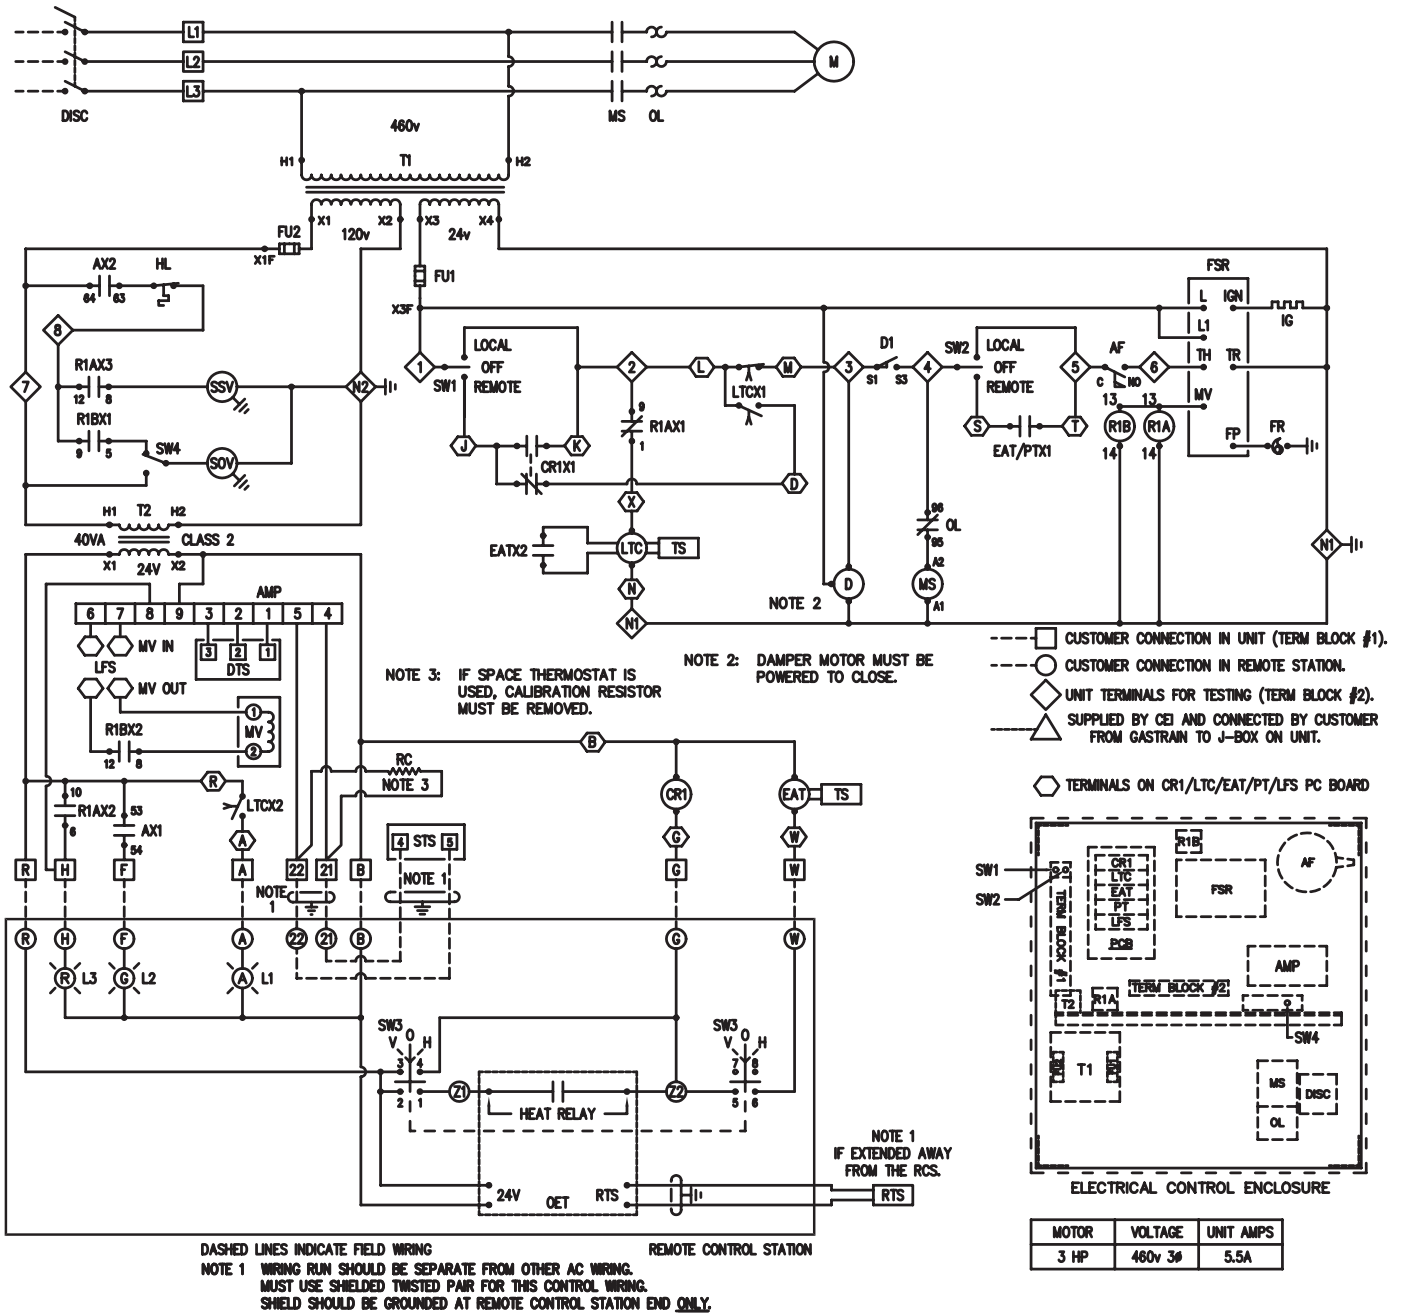 L1
L2
L3
DISC
MS OL
M
460v
H1 T1 H2
X1 X2 X3 X4
120v 24v
FU2
X1F
FU1
X3F
AX2 HL
64 63
8
R1AX3
12 8
SSV
7
N2
R1BX1
9 5
SW4
SOV
H1 T2 H2
40VA CLASS 2
X1 24V X2
1
LOCAL
OFF
REMOTE
SW1
J K
CR1X1
2
9
R1AX1
1
X
EATX2
LTC TS
N
N1
L M
LTCX1
D
3
D1
S1 S3
4
SW2
LOCAL
OFF
REMOTE
S T
EAT/PTX1
5
AF
C NO
6
FSR
L IGN
IG
L1
TH TR
MV
FP FR
13 13
R1B R1A
14 14
96
OL
95
A2
MS
A1
D
NOTE 2
N1
AMP
6 7 8 9 3 2 1 5 4
MV IN
LFS
MV OUT
3 2 1
DTS
1
MV
2
R1BX2
12 8
NOTE 3: IF SPACE THERMOSTAT IS
USED, CALIBRATION RESISTOR
MUST BE REMOVED.
NOTE 2: DAMPER MOTOR MUST BE
POWERED TO CLOSE.
CUSTOMER CONNECTION IN UNIT (TERM BLOCK #1).
CUSTOMER CONNECTION IN REMOTE STATION.
UNIT TERMINALS FOR TESTING (TERM BLOCK #2).
SUPPLIED BY CEI AND CONNECTED BY CUSTOMER
FROM GASTRAIN TO J-BOX ON UNIT.
TERMINALS ON CR1/LTC/EAT/PT/LFS PC BOARD
B
R
10
R1AX2
6
53
AX1
54
LTCX2
A
RC
NOTE 3
4 STS 5
NOTE 1
CR1
G
EAT TS
W
R H F A 22 21 B G W
NOTE
1
R H F A 22 21 B G W
R L3 G L2 A L1
SW3
V O H
3 4
2 1
Z1
HEAT RELAY
Z2
SW3
V O H
7 8
5 6
24V RTS
OET
NOTE 1
IF EXTENDED AWAY
FROM THE RCS.
RTS
DASHED LINES INDICATE FIELD WIRING
REMOTE CONTROL STATION
NOTE 1 WIRING RUN SHOULD BE SEPARATE FROM OTHER AC WIRING.
MUST USE SHIELDED TWISTED PAIR FOR THIS CONTROL WIRING.
SHIELD SHOULD BE GROUNDED AT REMOTE CONTROL STATION END ONLY.
SW1
SW2
TERM BLOCK #1
CR1
LTC
EAT
PT
LFS
PCB
R1B
FSR
AF
AMP
TERM BLOCK #2
T2 R1A
SW4
T1
MS
OL
DISC
ELECTRICAL CONTROL ENCLOSURE
MOTOR VOLTAGE UNIT AMPS
3 HP 460v 3ø 5.5A